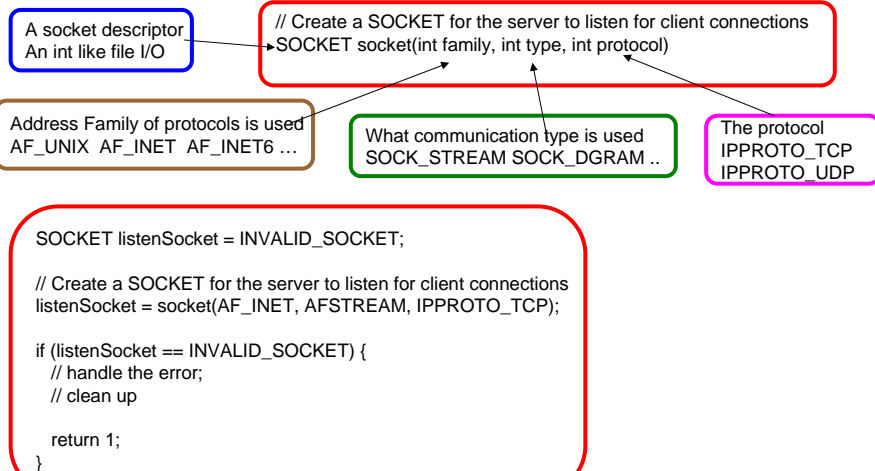 A socket descriptor
An int like file I/O
// Create a SOCKET for the server to listen for client connections
SOCKET socket(int family, int type, int protocol)
Address Family of protocols is used
AF_UNIX AF_INET AF_INET6 …
What communication type is used
SOCK_STREAM SOCK_DGRAM ..
The protocol
IPPROTO_TCP
IPPROTO_UDP
SOCKET listenSocket = INVALID_SOCKET;
// Create a SOCKET for the server to listen for client connections
listenSocket = socket(AF_INET, AFSTREAM, IPPROTO_TCP);
if (listenSocket == INVALID_SOCKET) {
// handle the error;
// clean up
return 1;
}